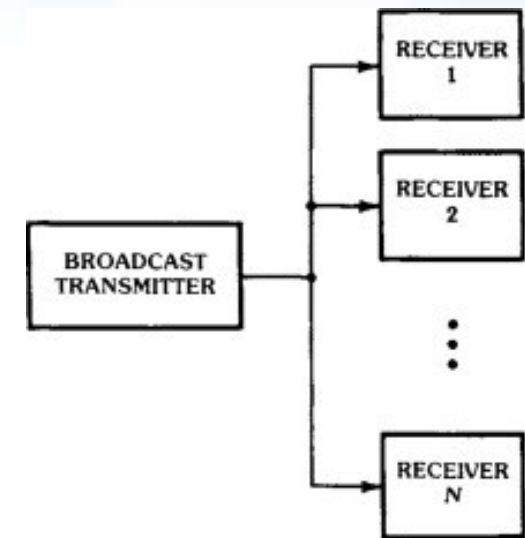 RECEIVER
1
RECEIVER
2
BROADCAST
TRANSMITTER
RECEIVER
N